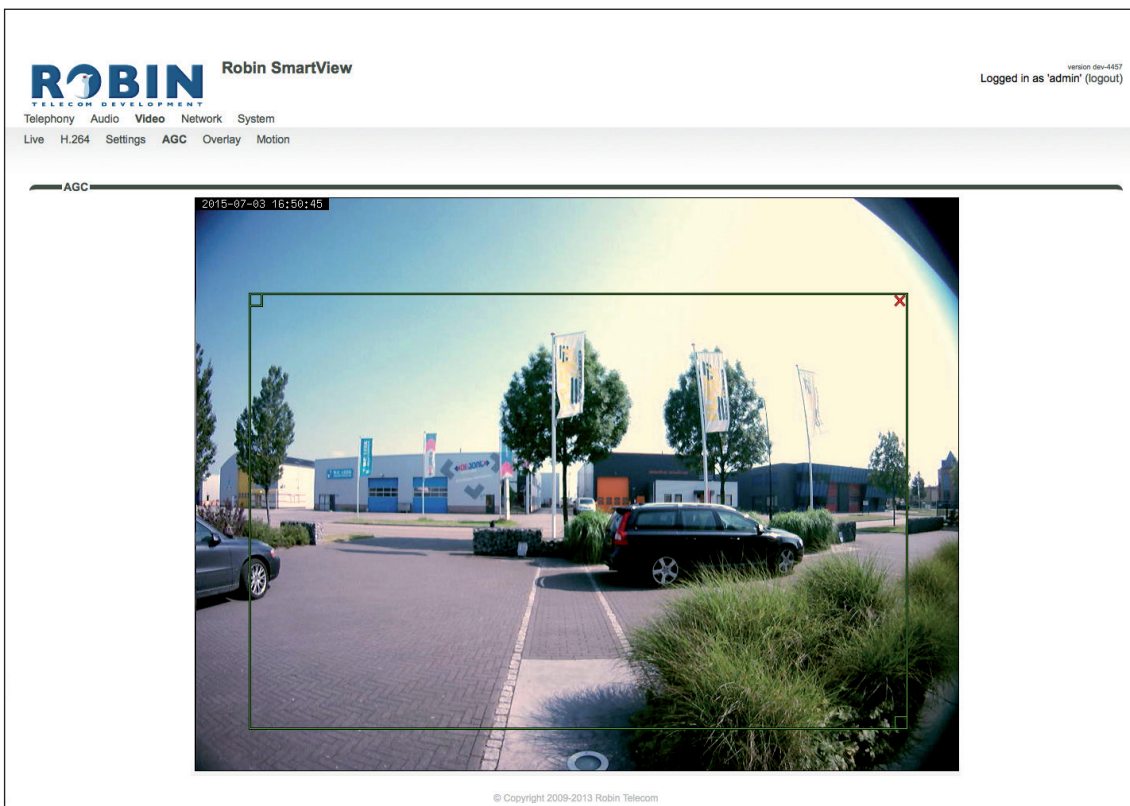 ROBIN
TELECOM DEVELOPMENT
Robin SmartView
version dev-4457
Logged in as 'admin' (logout)
Telephony Audio Video Network System
Live H.264 Settings AGC Overlay Motion
AGC
2015-07-03 16:50:45
© Copyright 2009-2013 Robin Telecom